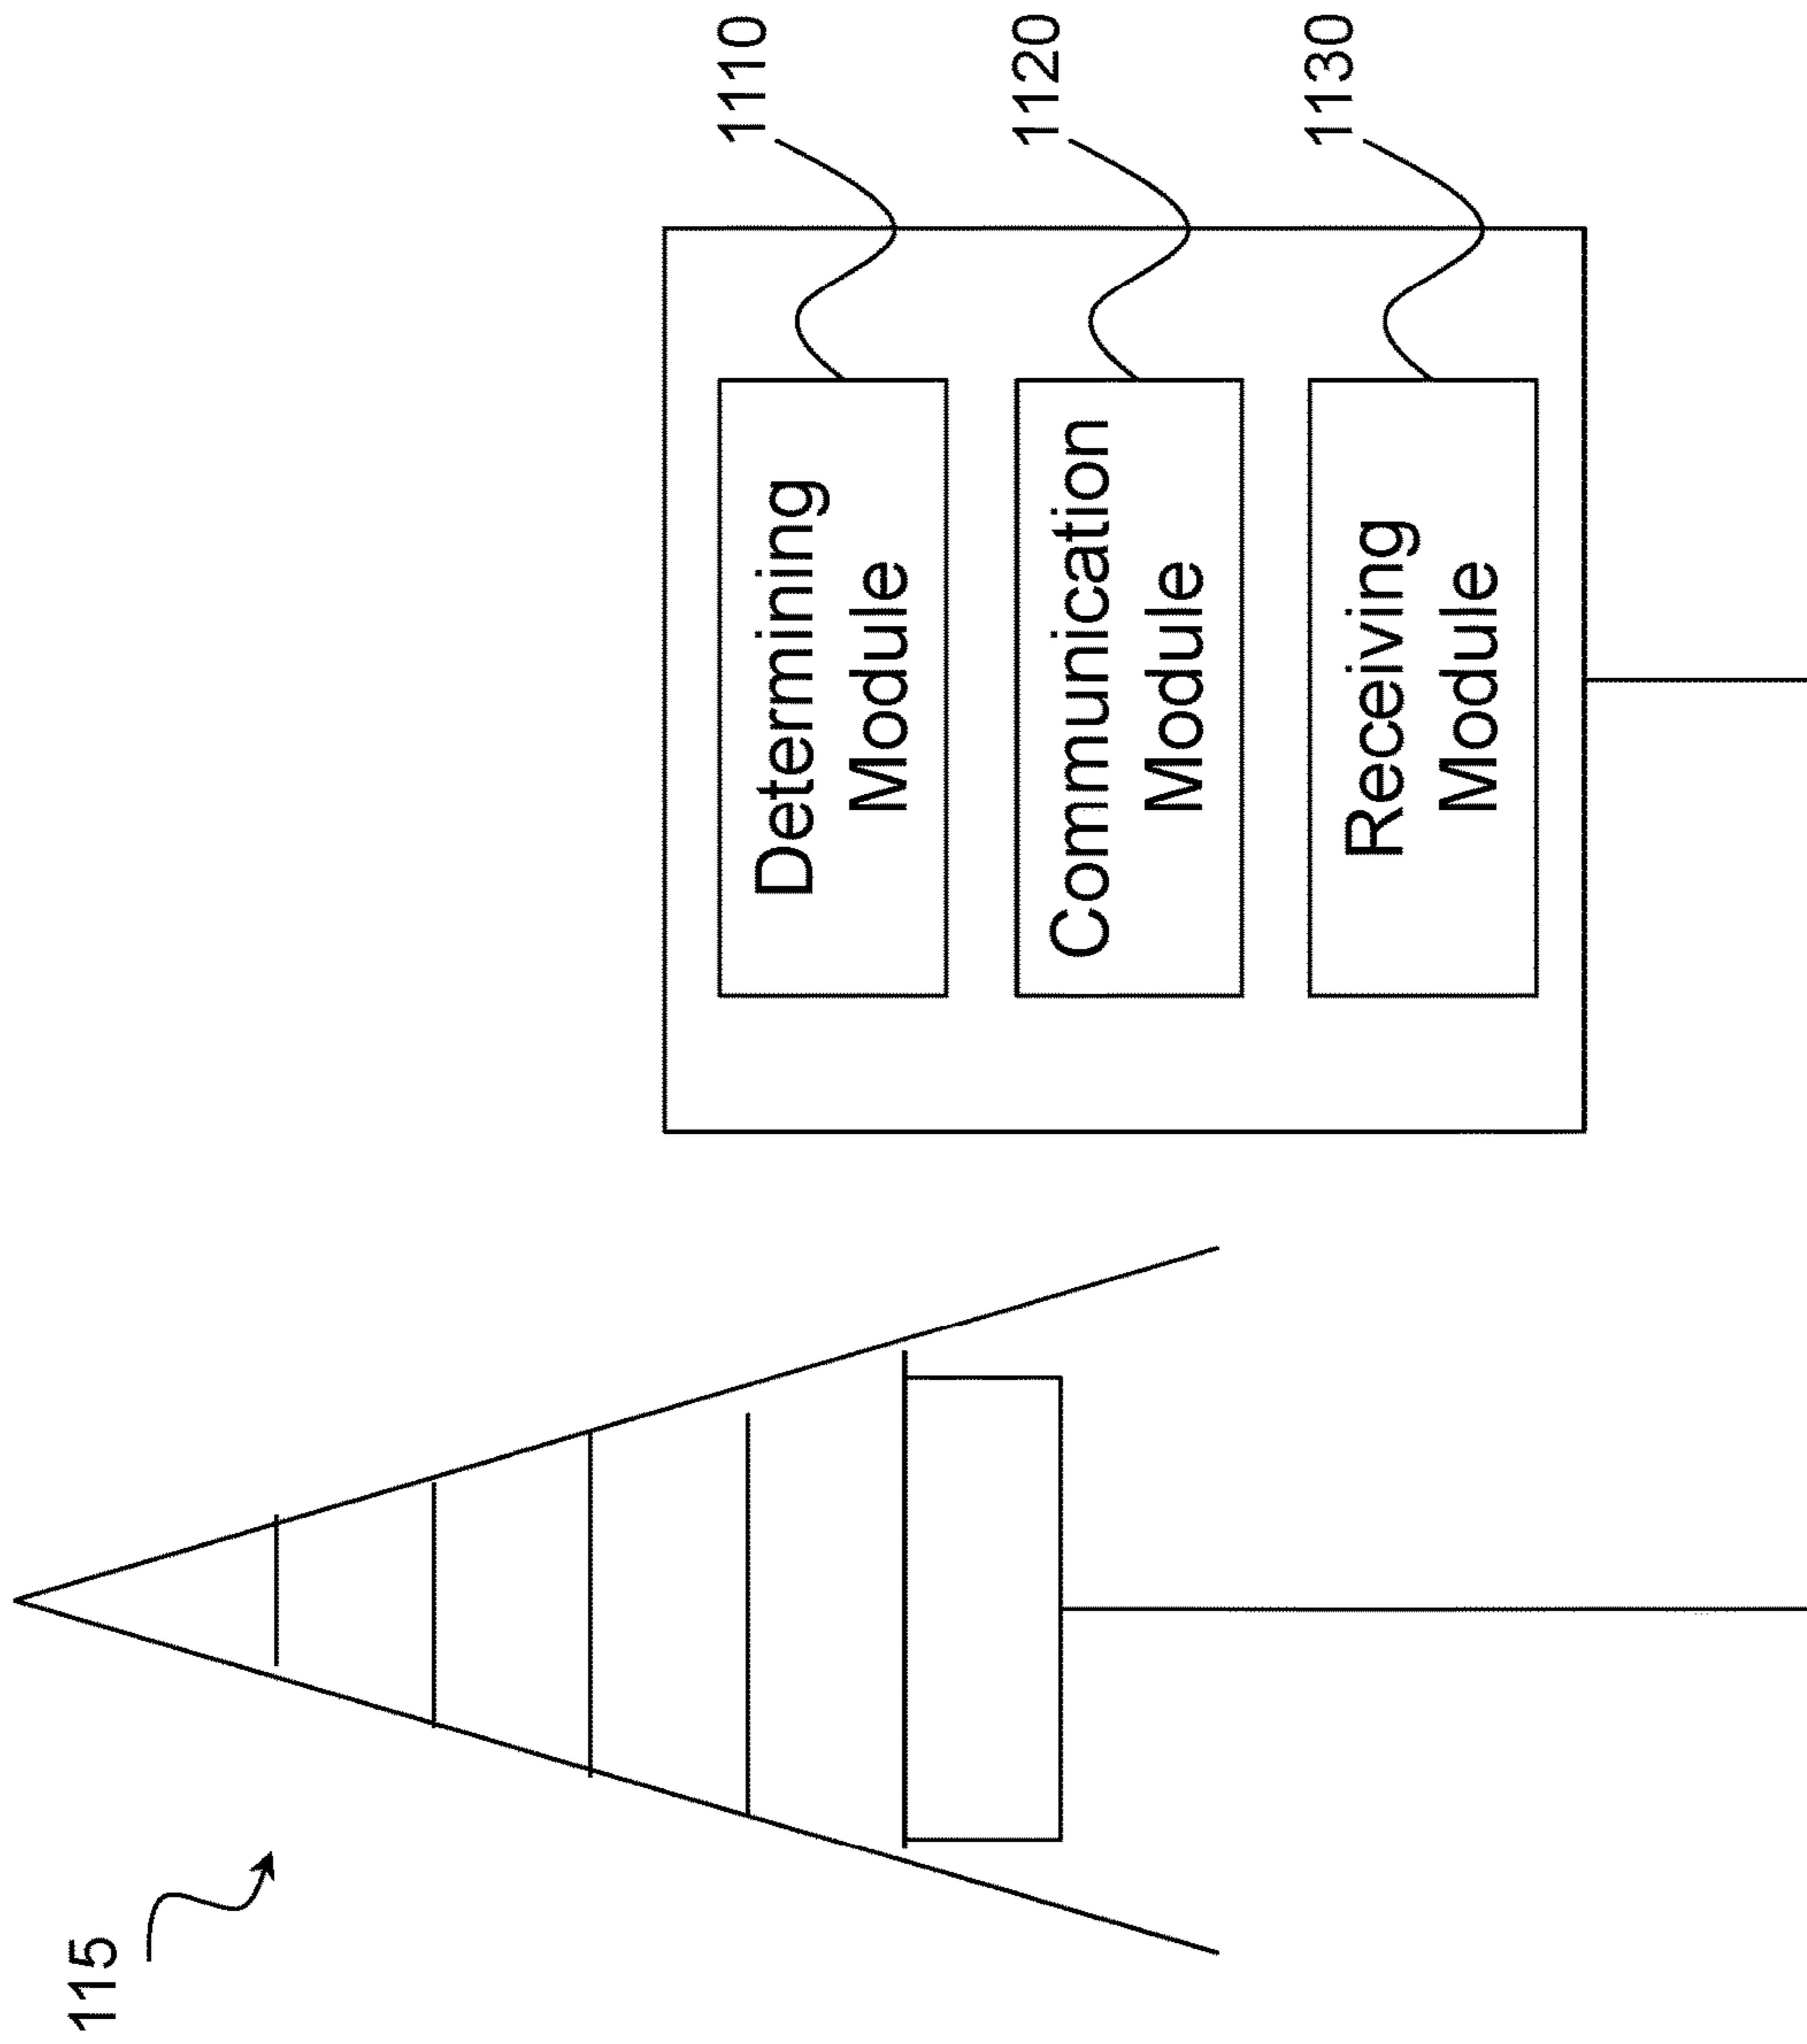 115
Determining
Module
1110
Communication
Module
1120
Receiving
Module
1130